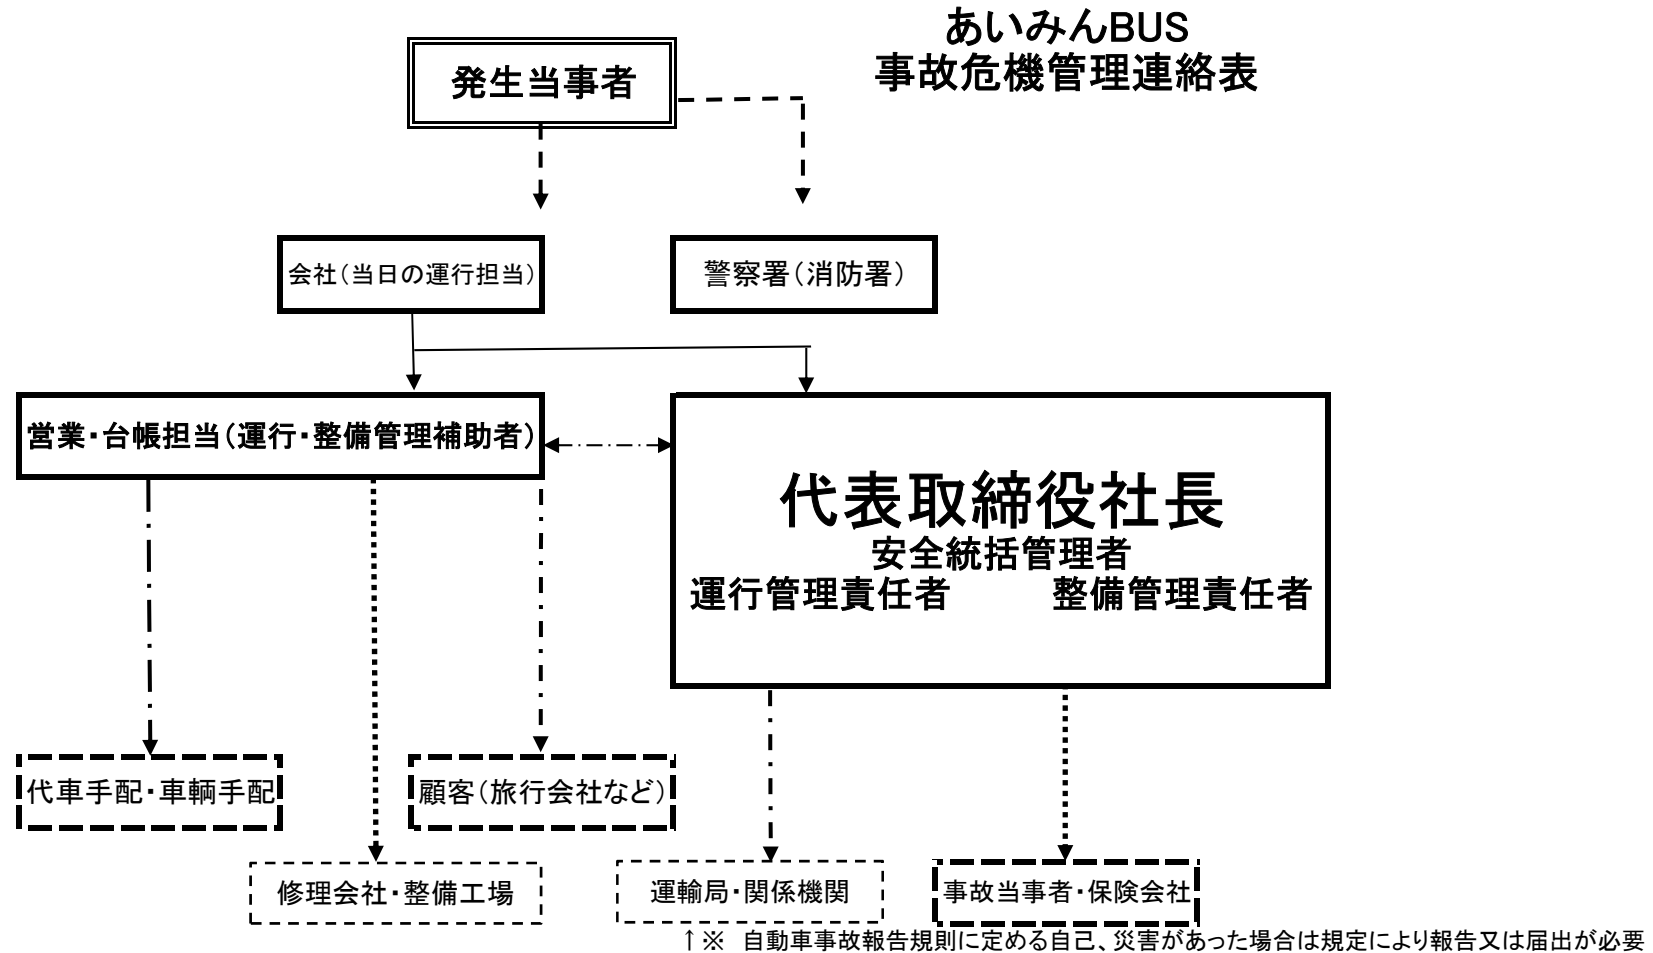 あいみんBUS
事故危機管理連絡表
発生当事者
会社(当日の運行担当)
警察署(消防署)
営業・台帳担当(運行・整備管理補助者)
代表取締役社長
安全統括管理者
運行管理責任者 整備管理責任者
代車手配・車輌手配
顧客(旅行会社など)
修理会社・整備工場
運輸局・関係機関
事故当事者・保険会社
↑※ 自動車事故報告規則に定める自己、災害があった場合は規定により報告又は届出が必要